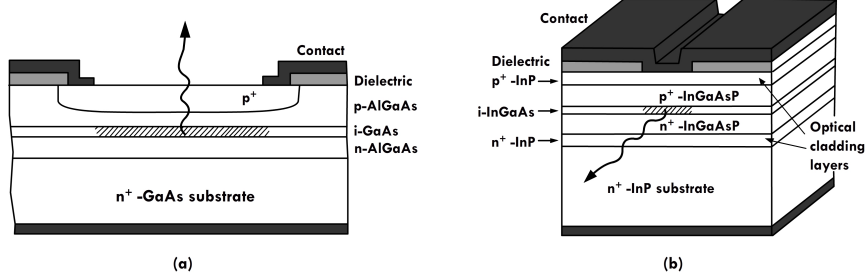 Contact
Dielectric
p+
p-AlGaAs
i-GaAs
n-AlGaAs
n+ -GaAs substrate
(a)
Contact
Dielectric
p+ -InP
p+ -InGaAsP
i-InGaAs
n+ -InGaAsP
n+ -InP
Optical
cladding
layers
n+ -InP substrate
(b)